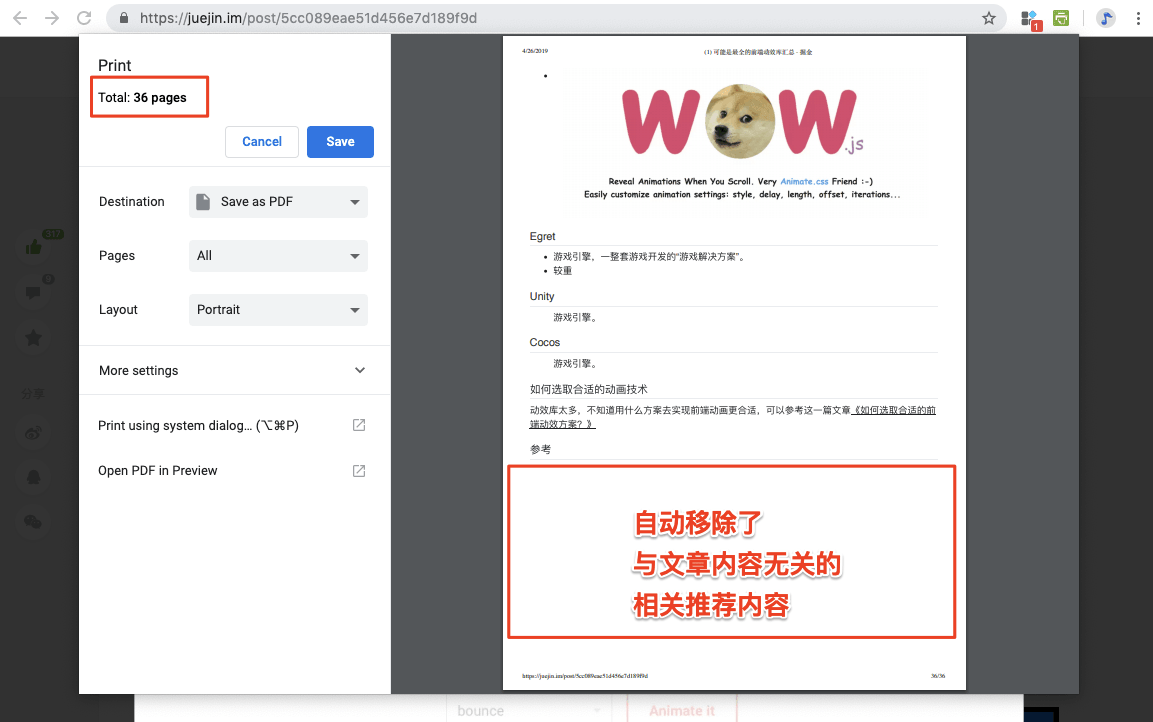 https://juejin.im/post/5cc089eae51d456e7d189f9d
1
Print
Total: 36 pages
Cancel
Save
Destination
Save as PDF
Pages
All
Layout
Portrait
More settings
Print using system dialog... (⌥⌘P)
Open PDF in Preview
317
9
分享
4/26/2019
(1) 可能是最全的前端动效库汇总 - 掘金
WOW.js
Reveal Animations When You Scroll. Very Animate.css Friend :-)
Easily customize animation settings: style, delay, length, offset, iterations...
Egret
游戏引擎，一整套游戏开发的“游戏解决方案”。
较重
Unity
游戏引擎。
Cocos
游戏引擎。
如何选取合适的动画技术
动效库太多，不知道用什么方案去实现前端动画更合适，可以参考这一篇文章《如何选取合适的前
端动效方案？》
参考
自动移除了
与文章内容无关的
相关推荐内容
https://juejin.im/post/5cc089eae51d456e7d189f9d
36/36
bounce
Animate it